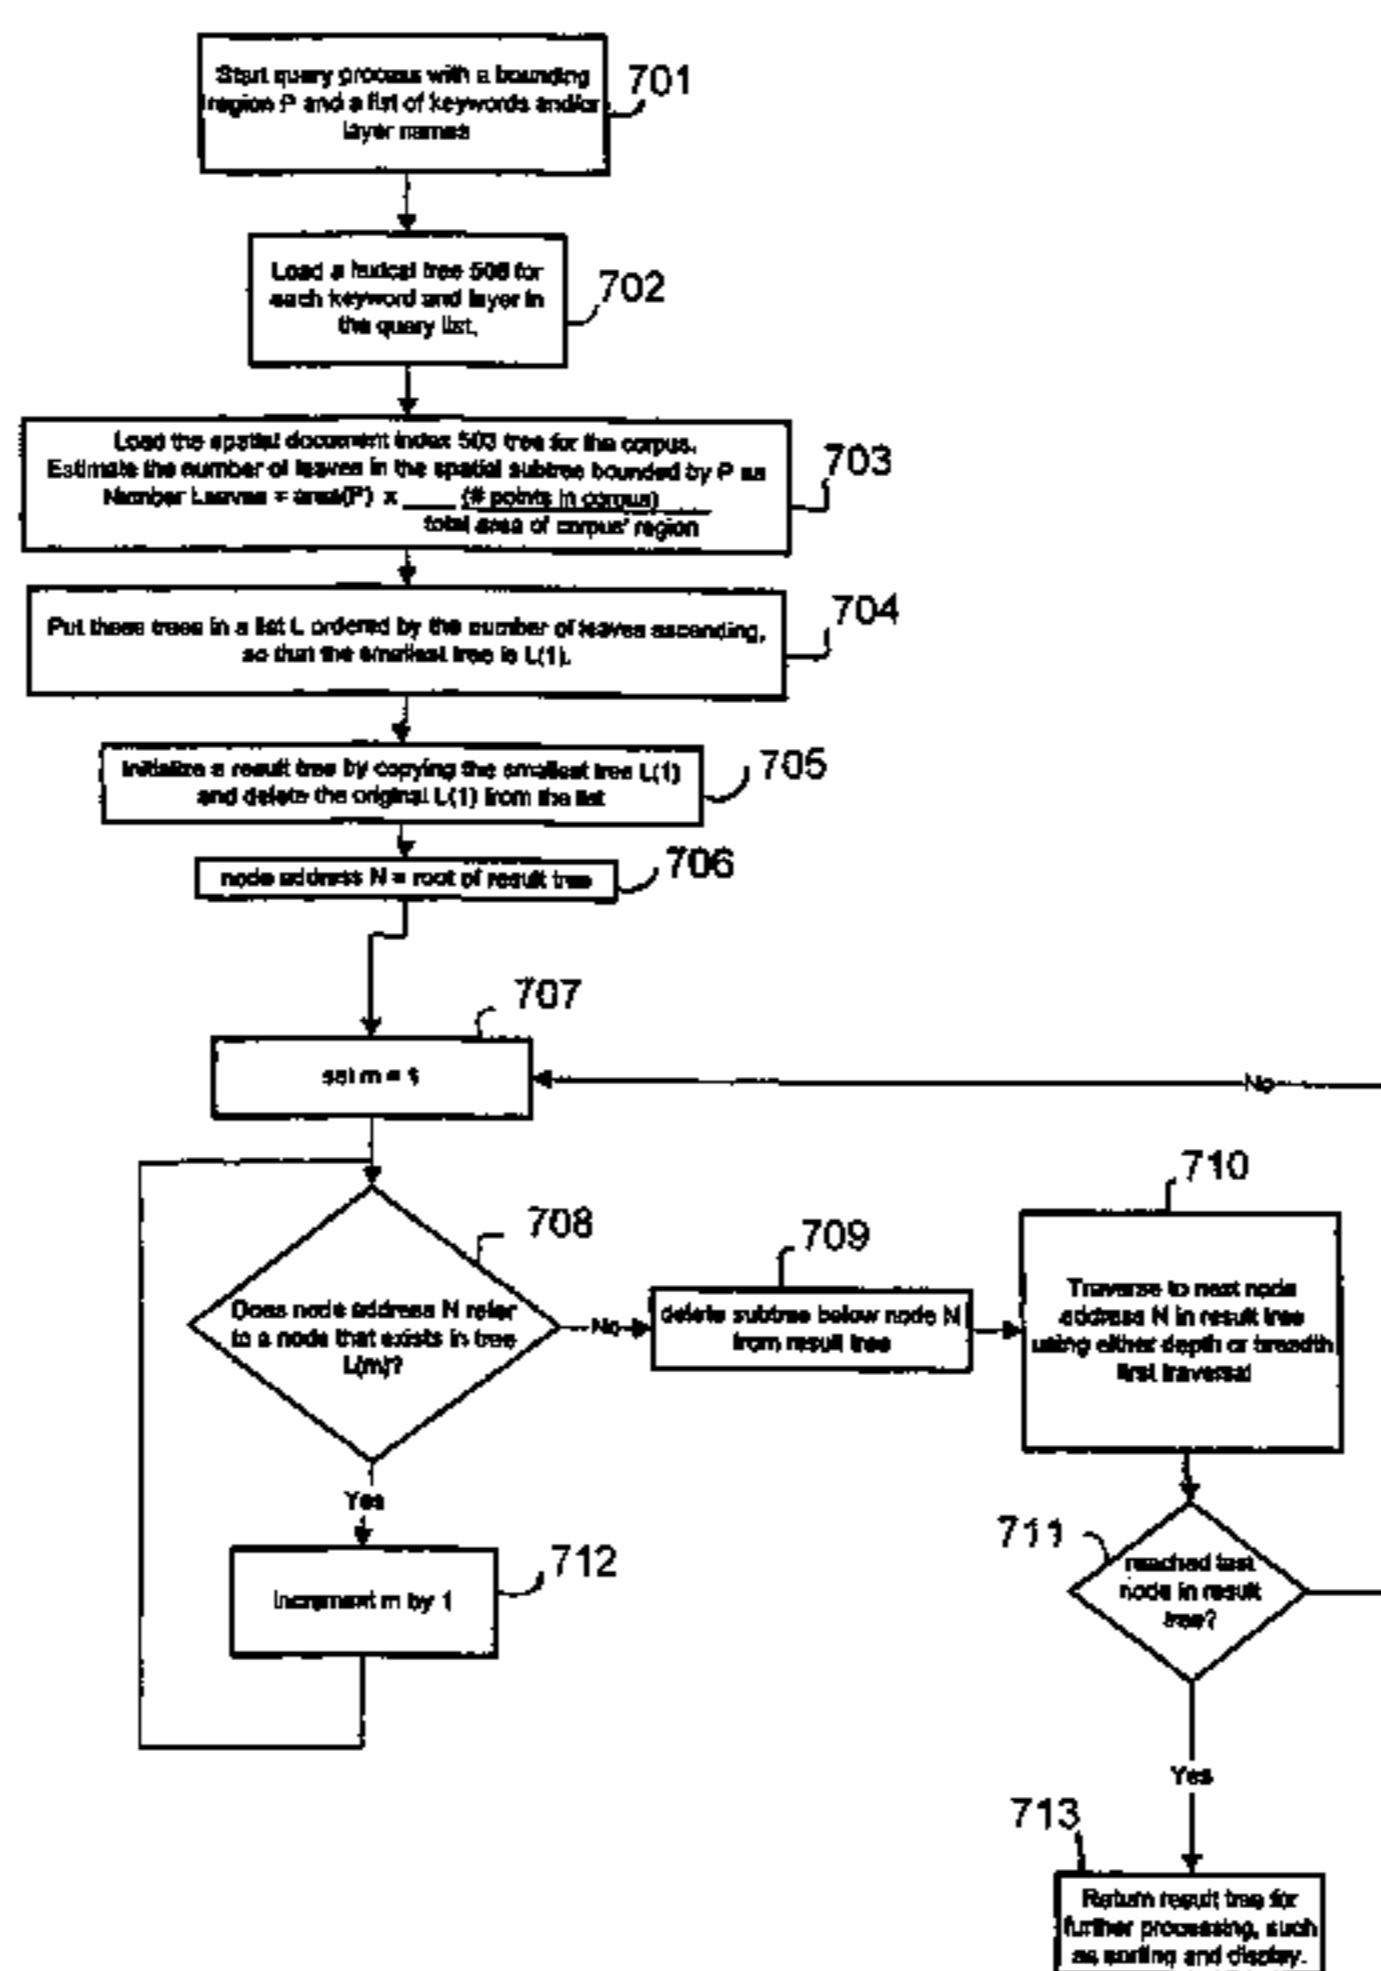 Start query process with a bounding
region P and a list of keywords and/or
layer names
701
Load a lexical tree 506 for
each keyword and layer in
the query list.
702
Load the spatial document index 503 tree for the corpus.
Estimate the number of leaves in the spatial subtree bounded by P as
Number Leaves = area(P) x (# points in corpus)
total area of corpus' region
703
Put these trees in a list L ordered by the number of leaves ascending,
so that the smallest tree is L(1).
704
Initialize a result tree by copying the smallest tree L(1)
and delete the original L(1) from the list
705
node address N = root of result tree
706
707
set m = 1
No
708
Does node address N refer
to a node that exists in tree
L(m)?
No
709
delete subtree below node N
from result tree
710
Traverse to next node
address N in result tree
using either depth or breadth
first traversal
Yes
712
increment m by 1
711
reached last
node in result
tree?
Yes
713
Return result tree for
further processing, such
as sorting and display.